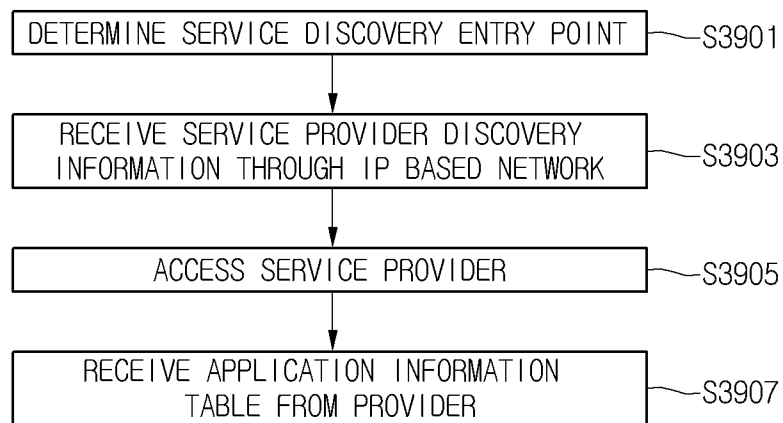 DETERMINE SERVICE DISCOVERY ENTRY POINT
S3901
RECEIVE SERVICE PROVIDER DISCOVERY
INFORMATION THROUGH IP BASED NETWORK
S3903
ACCESS SERVICE PROVIDER
S3905
RECEIVE APPLICATION INFORMATION
TABLE FROM PROVIDER
S3907